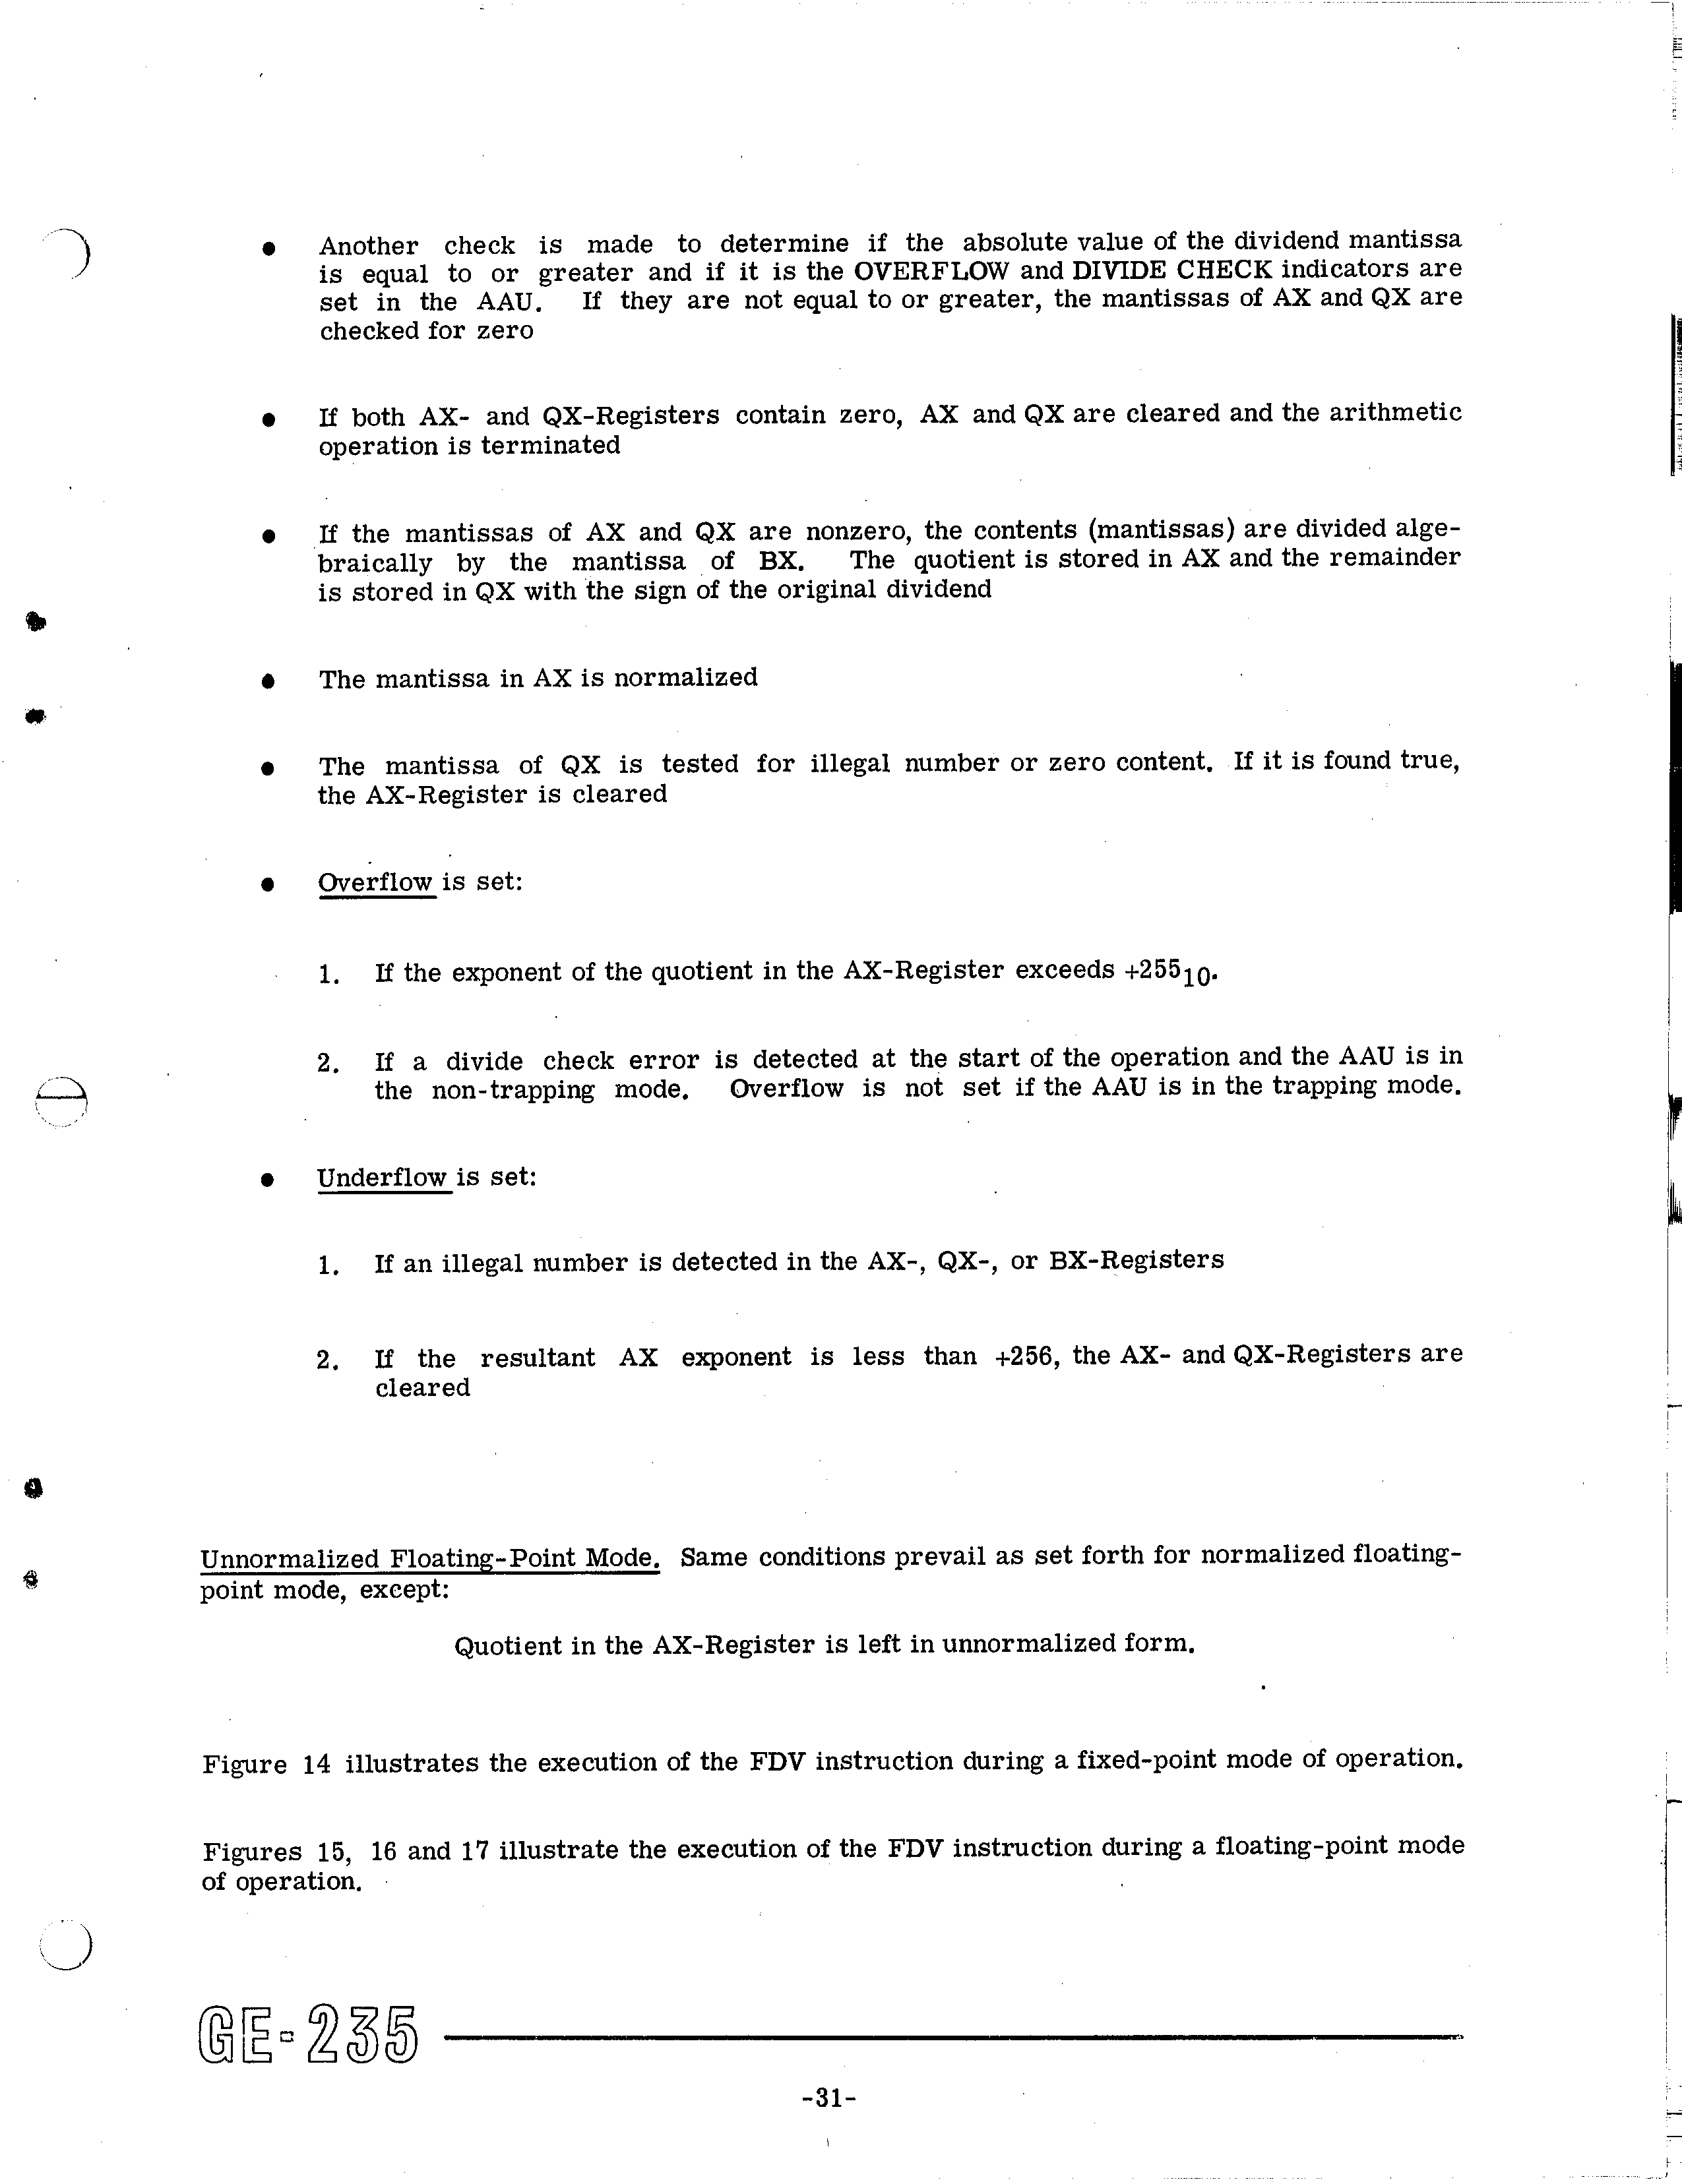 ● Another check is made to determine if the absolute value of the dividend mantissa
is equal to or greater and if it is the OVERFLOW and DIVIDE CHECK indicators are
set in the AAU. If they are not equal to or greater, the mantissas of AX and QX are
checked for zero
● If both AX- and QX-Registers contain zero, AX and QX are cleared and the arithmetic
operation is terminated
● If the mantissas of AX and QX are nonzero, the contents (mantissas) are divided alge-
braically by the mantissa of BX. The quotient is stored in AX and the remainder
is stored in QX with the sign of the original dividend
● The mantissa in AX is normalized
● The mantissa of QX is tested for illegal number or zero content. If it is found true,
the AX-Register is cleared
● Overflow is set:
1. If the exponent of the quotient in the AX-Register exceeds +255₁₀.
2. If a divide check error is detected at the start of the operation and the AAU is in
the non-trapping mode. Overflow is not set if the AAU is in the trapping mode.
● Underflow is set:
1. If an illegal number is detected in the AX-, QX-, or BX-Registers
2. If the resultant AX exponent is less than +256, the AX- and QX-Registers are
cleared
Unnormalized Floating-Point Mode. Same conditions prevail as set forth for normalized floating-
point mode, except:
Quotient in the AX-Register is left in unnormalized form.
Figure 14 illustrates the execution of the FDV instruction during a fixed-point mode of operation.
Figures 15, 16 and 17 illustrate the execution of the FDV instruction during a floating-point mode
of operation.
GE-235
-31-